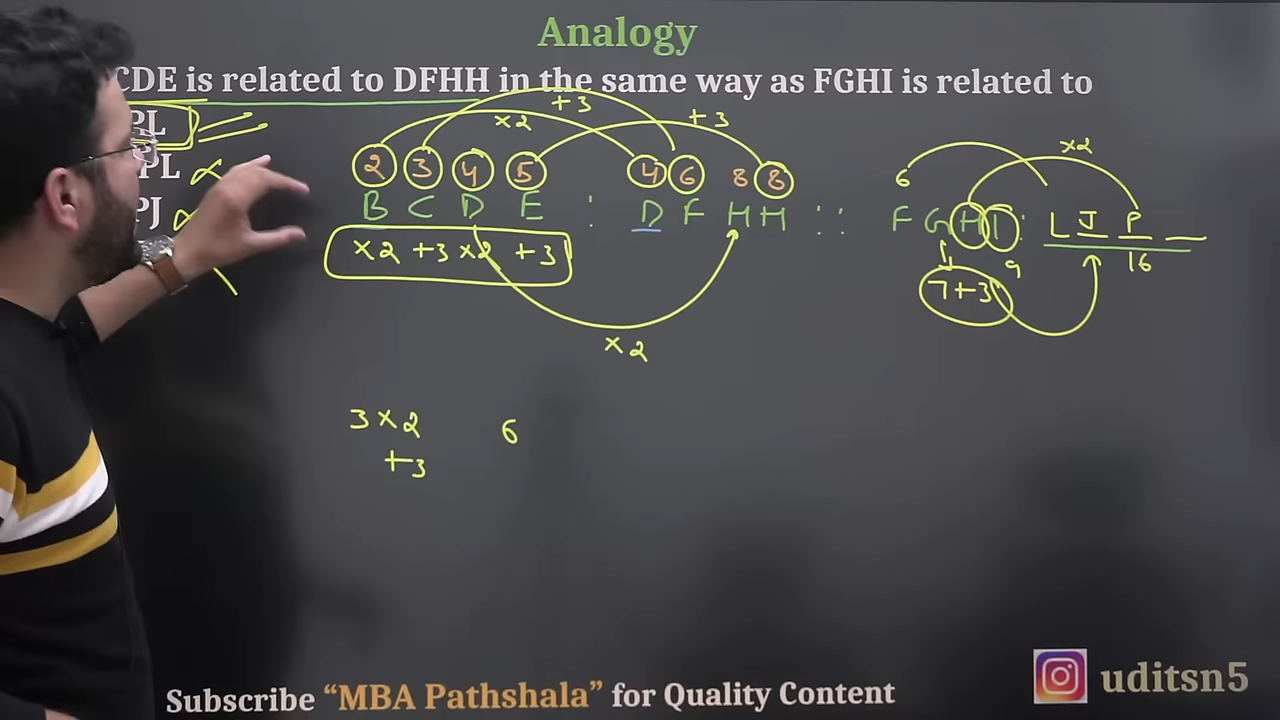 Analogy
CDE is related to DFHH in the same way as FGHI is related to
PL
PL
PJ
+3
×2
+3
×2
2 3 4 5 4 6 8 8 6
B C D E : D F H H :: F G H I : L J P
×2 +3 ×2 +3
9 16
7+3
×2
3×2 6
+3
Subscribe “MBA Pathshala” for Quality Content
uditsn5